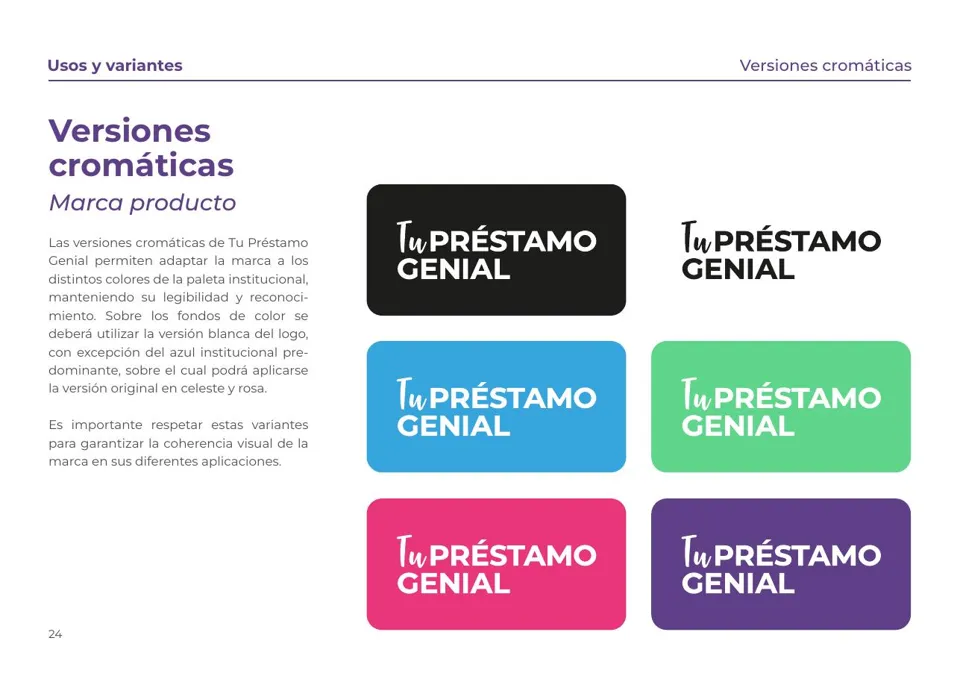 Usos y variantes
Versiones cromáticas
Versiones
cromáticas
Marca producto
Las versiones cromáticas de Tu Préstamo
Genial permiten adaptar la marca a los
distintos colores de la paleta institucional,
manteniendo su legibilidad y reconoci-
miento. Sobre los fondos de color se
deberá utilizar la versión blanca del logo,
con excepción del azul institucional pre-
dominante, sobre el cual podrá aplicarse
la versión original en celeste y rosa.
Es importante respetar estas variantes
para garantizar la coherencia visual de la
marca en sus diferentes aplicaciones.
Tu PRÉSTAMO
GENIAL
Tu PRÉSTAMO
GENIAL
Tu PRÉSTAMO
GENIAL
Tu PRÉSTAMO
GENIAL
Tu PRÉSTAMO
GENIAL
Tu PRÉSTAMO
GENIAL
24